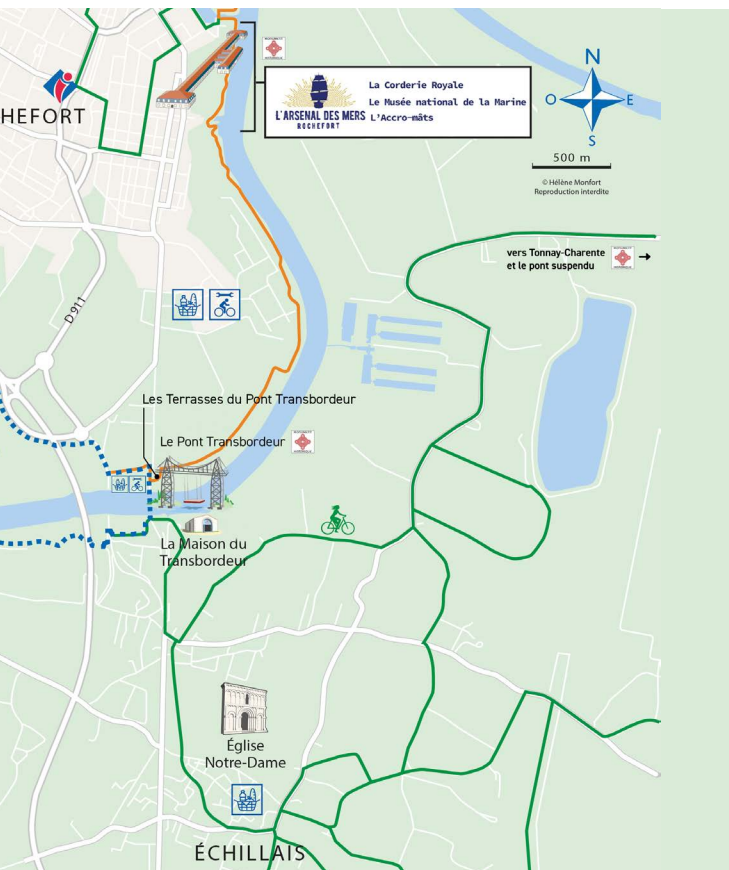 HEFORT
L'ARSENAL DES MERS
ROCHEFORT
La Corderie Royale
Le Musée national de la Marine
L'Accro-mâts
N
O
E
S
500 m
© Hélène Monfort
Reproduction interdite
vers Tonnay-Charente
et le pont suspendu
D 911
Les Terrasses du Pont Transbordeur
Le Pont Transbordeur
La Maison du
Transbordeur
Église
Notre-Dame
ÉCHILLAIS